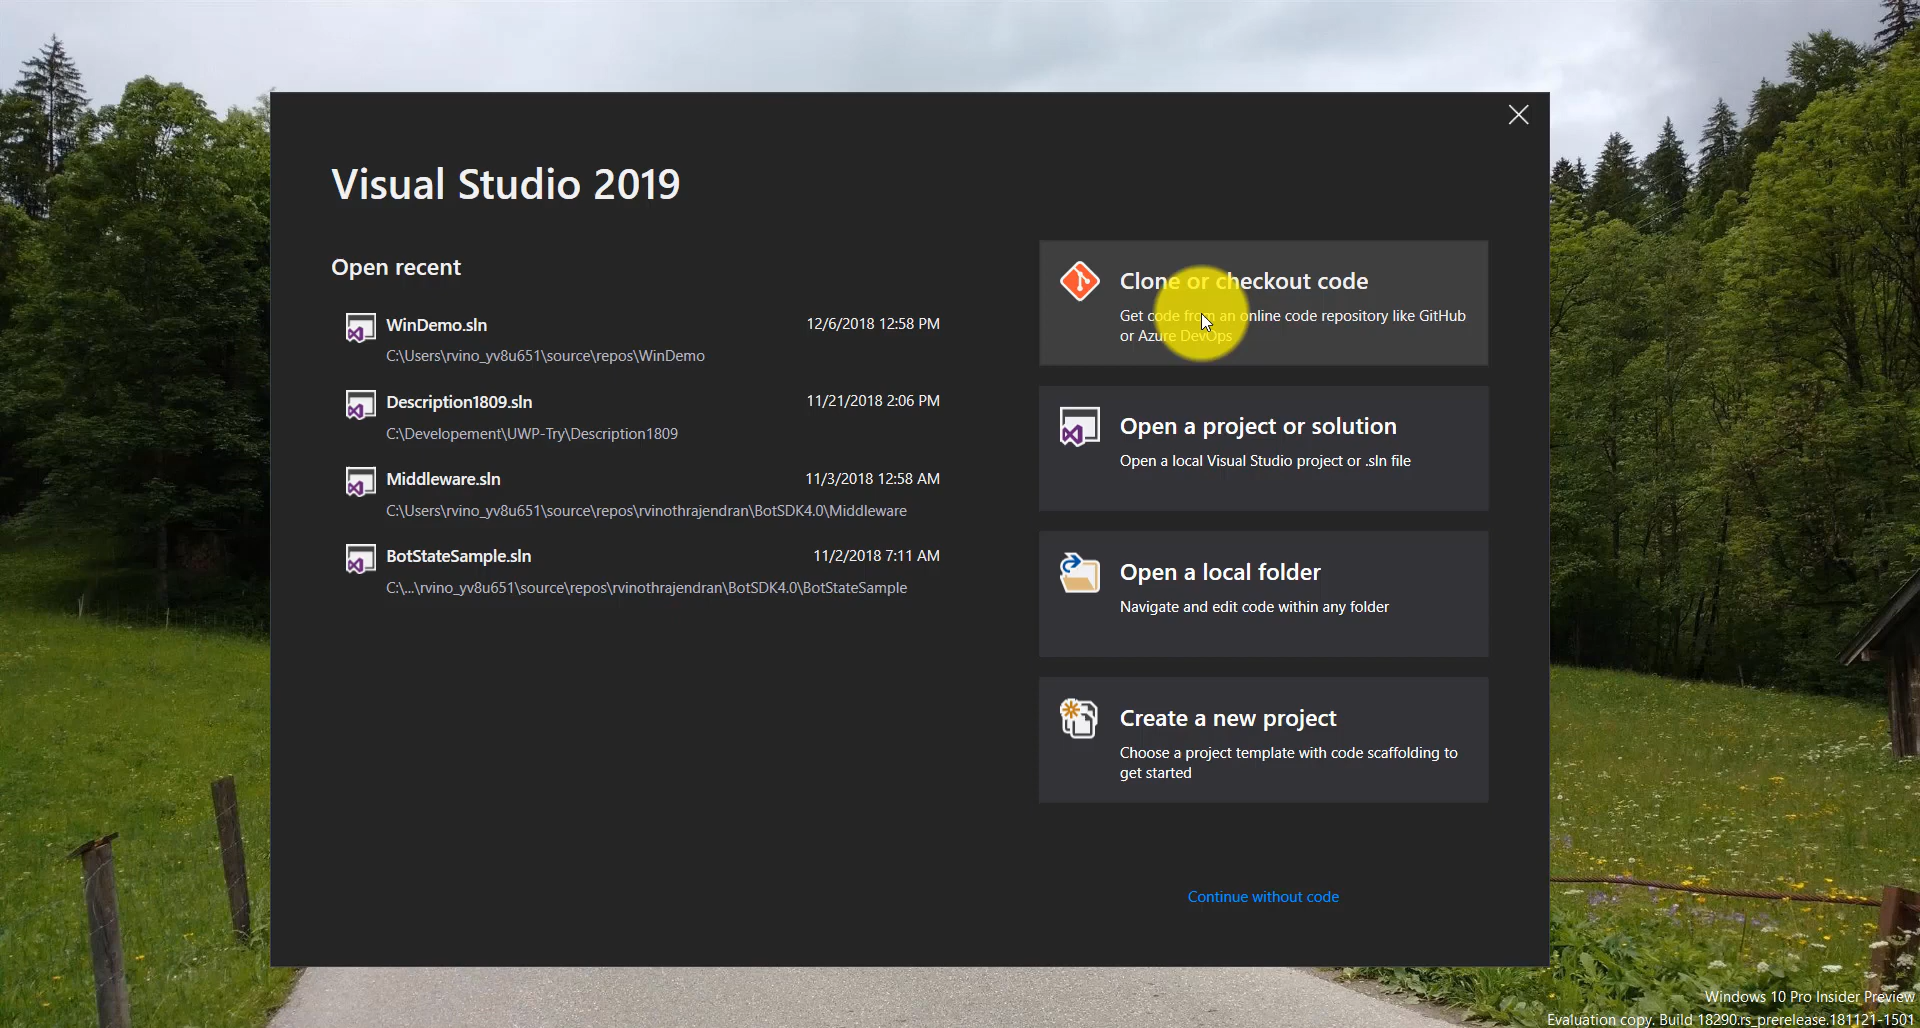 Visual Studio 2019
Open recent
WinDemo.sln 12/6/2018 12:58 PM
C:\Users\rvino_yv8u651\source\repos\WinDemo
Description1809.sln 11/21/2018 2:06 PM
C:\Developement\UWP-Try\Description1809
Middleware.sln 11/3/2018 12:58 AM
C:\Users\rvino_yv8u651\source\repos\rvinothrajendran\BotSDK4.0\Middleware
BotStateSample.sln 11/2/2018 7:11 AM
C:\...\rvino_yv8u651\source\repos\rvinothrajendran\BotSDK4.0\BotStateSample
Clone or checkout code
Get code from an online code repository like GitHub
or Azure DevOps
Open a project or solution
Open a local Visual Studio project or .sln file
Open a local folder
Navigate and edit code within any folder
Create a new project
Choose a project template with code scaffolding to
get started
Continue without code
Windows 10 Pro Insider Preview
Evaluation copy. Build 18290.rs_prerelease.181121-1501